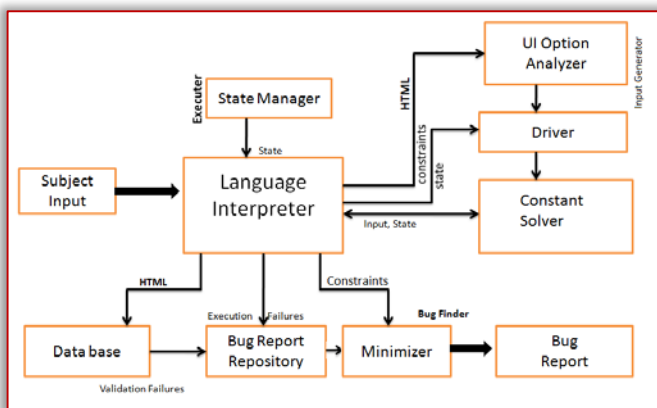 UI Option
Analyzer
Input Generator
HTML
Executer
State Manager
State
constraints
state
Driver
Subject
Input
Language
Interpreter
Constant
Solver
Input, State
HTML
Constraints
Execution Failures
Bug Finder
Data base
Bug Report
Repository
Minimizer
Bug
Report
Validation Failures